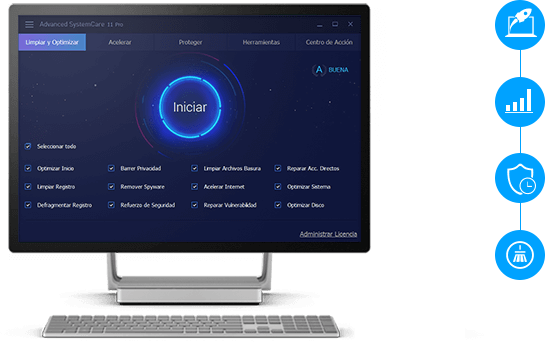 Advanced SystemCare 11 Pro
Limpiar y Optimizar Acelerar Proteger Herramientas Centro de Acción
A BUENA
Iniciar
Seleccionar todo
Optimizar Inicio Barrer Privacidad Limpiar Archivos Basura Reparar Acc. Directos
Limpiar Registro Remover Spyware Acelerar Internet Optimizar Sistema
Defragmentar Registro Refuerzo de Seguridad Reparar Vulnerabilidad Optimizar Disco
Administrar Licencia